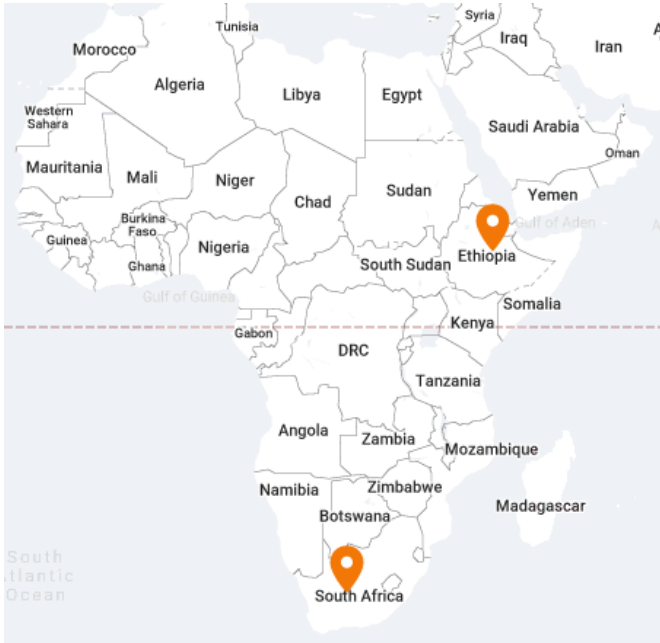 Syria
Tunisia
Morocco
Iraq
Iran
A
Algeria
Libya
Egypt
Western
Sahara
Saudi Arabia
Oman
Mauritania
Mali
Niger
Chad
Sudan
Yemen
Burkina
Faso
Gulf of Aden
A
Guinea
Nigeria
Ghana
South Sudan
Ethiopia
Gulf of Guinea
Somalia
Gabon
Kenya
DRC
Tanzania
Angola
Zambia
Mozambique
Namibia
Zimbabwe
Botswana
Madagascar
South
tlantic
Ocean
South Africa